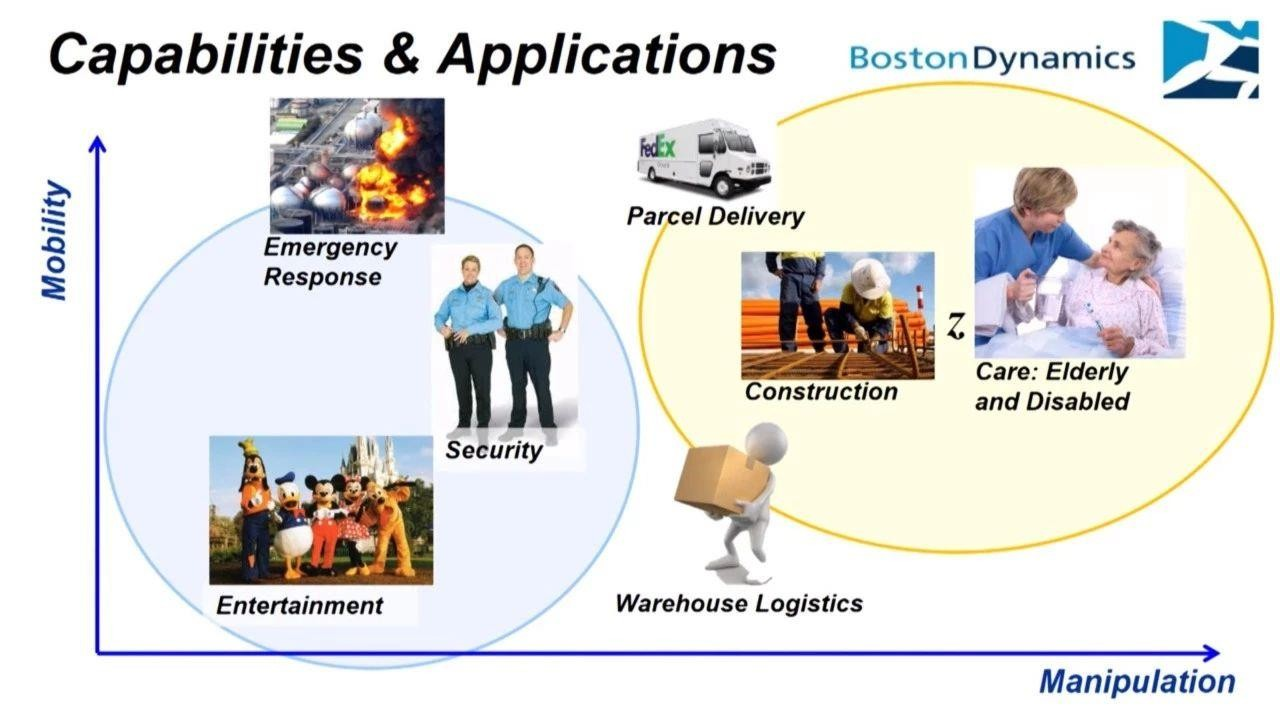 Capabilities & Applications
BostonDynamics
Mobility
FedEx
Parcel Delivery
Emergency
Response
z
Construction
Care: Elderly
and Disabled
Security
Entertainment
Warehouse Logistics
Manipulation